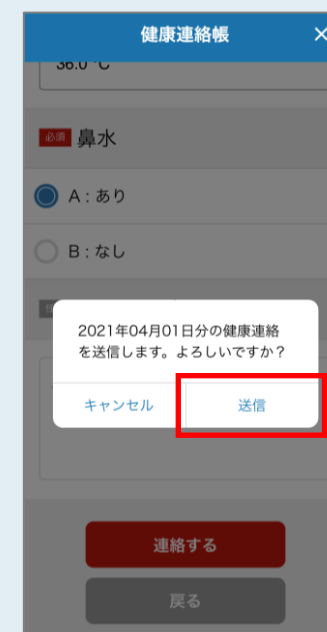 健康連絡帳
36.0 ℃
必須 鼻水
A : あり
B : なし
2021年04月01日分の健康連絡
を送信します。よろしいですか？
キャンセル
送信
連絡する
戻る